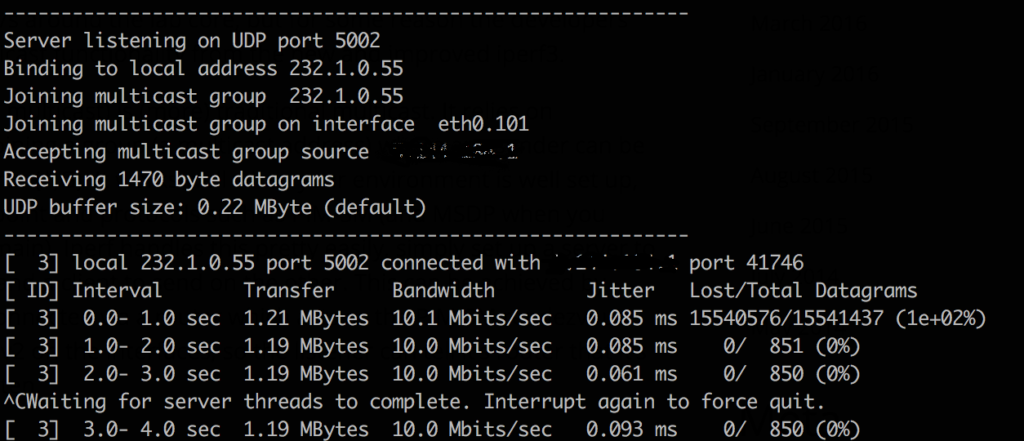 ------------------------------------------------------------
Server listening on UDP port 5002
Binding to local address 232.1.0.55
Joining multicast group  232.1.0.55
Joining multicast group on interface  eth0.101
Accepting multicast group source
Receiving 1470 byte datagrams
UDP buffer size: 0.22 MByte (default)
------------------------------------------------------------
[  3] local 232.1.0.55 port 5002 connected with port 41746
[ ID] Interval       Transfer     Bandwidth        Jitter   Lost/Total Datagrams
[  3]  0.0- 1.0 sec  1.21 MBytes  10.1 Mbits/sec   0.085 ms 15540576/15541437 (1e+02%)
[  3]  1.0- 2.0 sec  1.19 MBytes  10.0 Mbits/sec   0.085 ms    0/  851 (0%)
[  3]  2.0- 3.0 sec  1.19 MBytes  10.0 Mbits/sec   0.061 ms    0/  850 (0%)
^CWaiting for server threads to complete. Interrupt again to force quit.
[  3]  3.0- 4.0 sec  1.19 MBytes  10.0 Mbits/sec   0.093 ms    0/  850 (0%)